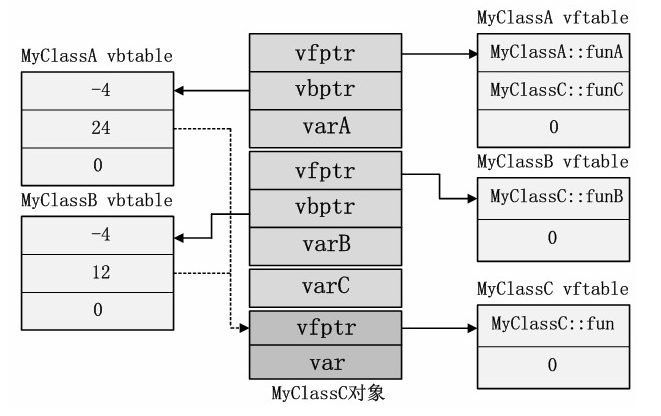 MyClassA vbtable
-4
24
0
MyClassB vbtable
-4
12
0
vfptr
vbptr
varA
vfptr
vbptr
varB
varC
vfptr
var
MyClassC对象
MyClassA vftable
MyClassA::funA
MyClassC::funC
0
MyClassB vftable
MyClassC::funB
0
MyClassC vftable
MyClassC::fun
0